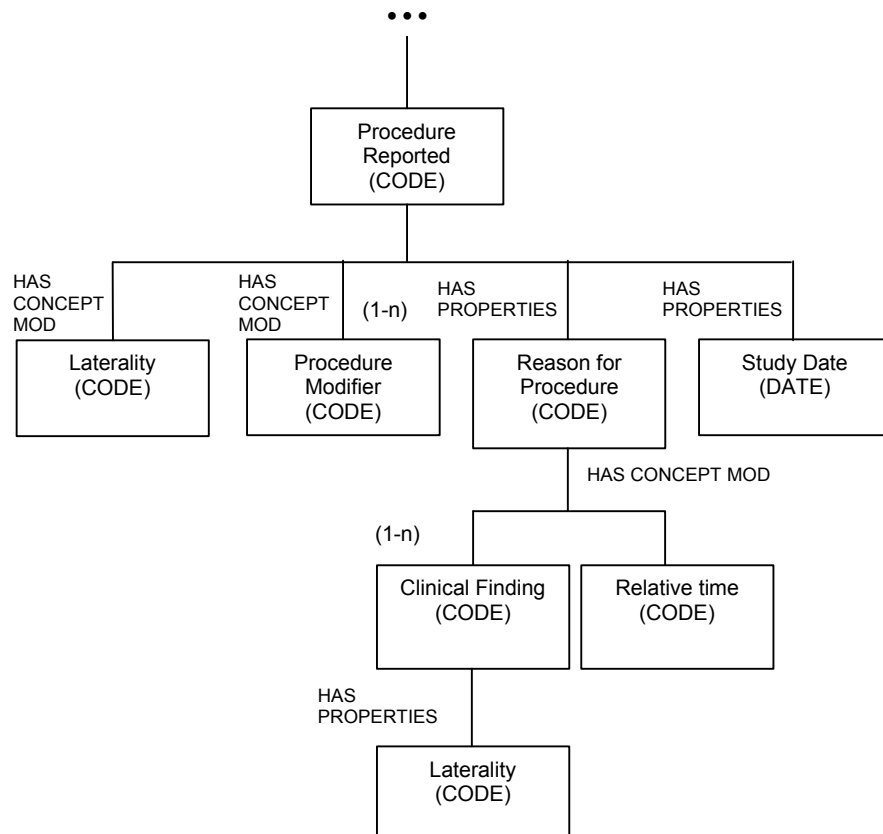 •••
Procedure
Reported
(CODE)
HAS
CONCEPT
MOD
HAS
CONCEPT
MOD
(1-n)
HAS
PROPERTIES
HAS
PROPERTIES
Laterality
(CODE)
Procedure
Modifier
(CODE)
Reason for
Procedure
(CODE)
Study Date
(DATE)
HAS CONCEPT MOD
(1-n)
Clinical Finding
(CODE)
Relative time
(CODE)
HAS
PROPERTIES
Laterality
(CODE)